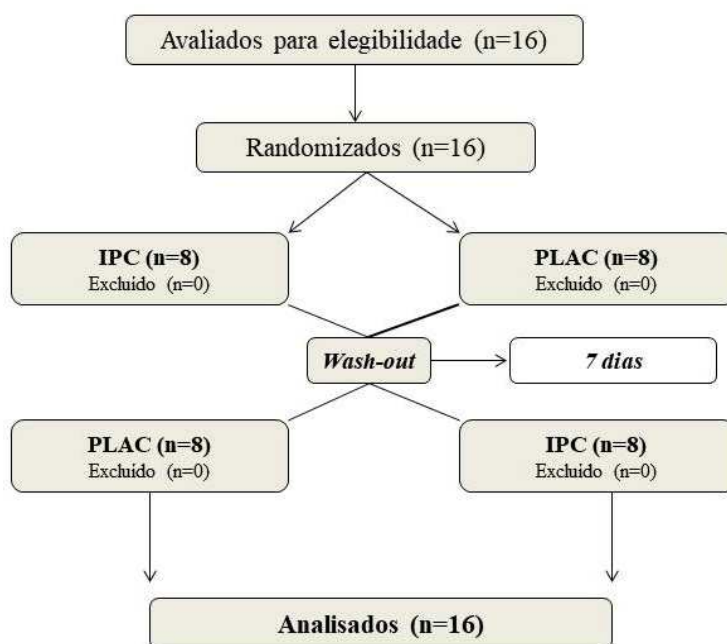 Avaliados para elegibilidade (n=16)
Randomizados (n=16)
IPC (n=8)
Excluído (n=0)
PLAC (n=8)
Excluído (n=0)
Wash-out
7 dias
PLAC (n=8)
Excluído (n=0)
IPC (n=8)
Excluído (n=0)
Analisados (n=16)